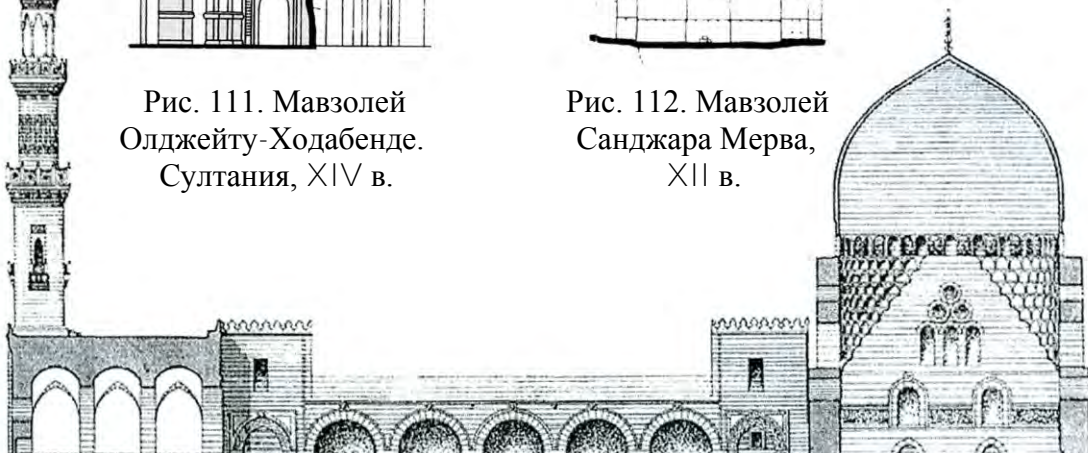 Рис. 111. Мавзолей
Олджейту-Ходабенде.
Султания, XIV в.
Рис. 112. Мавзолей
Санджара Мерва,
XII в.